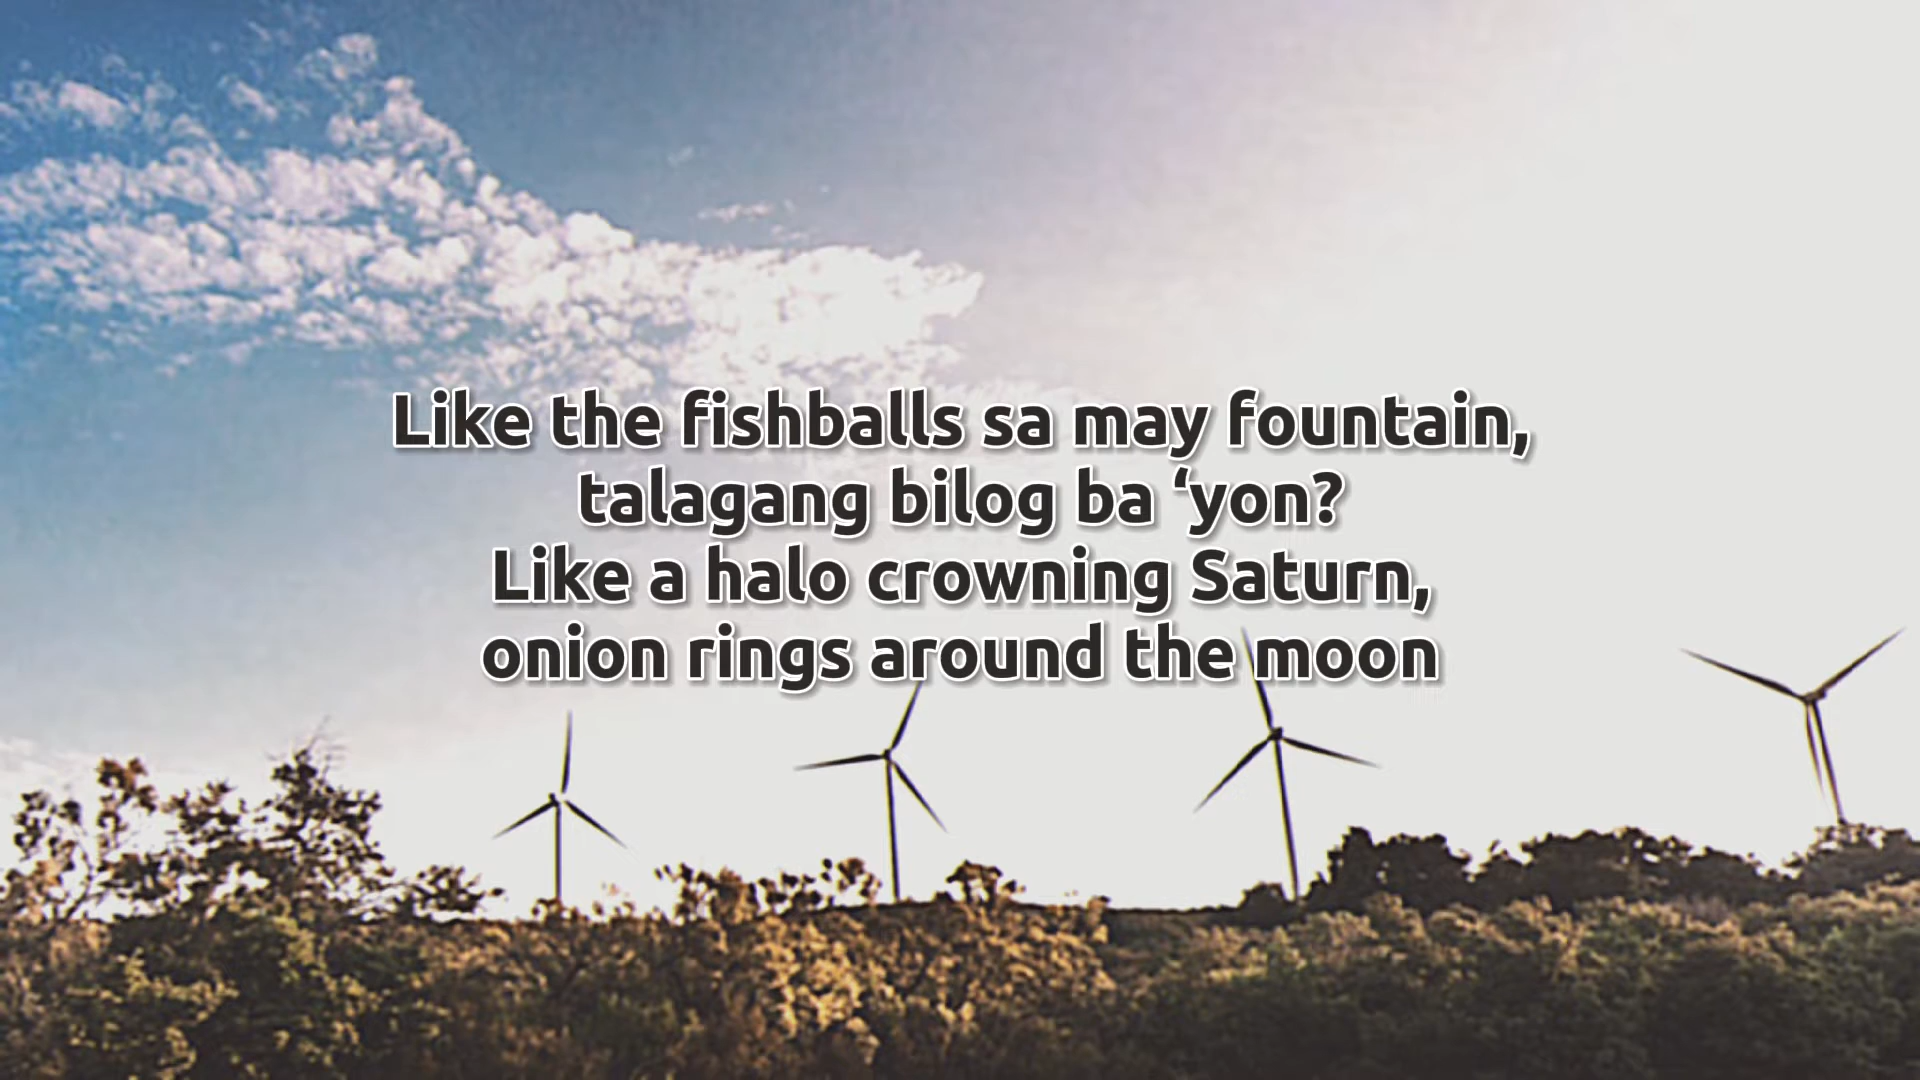 Like the fishballs sa may fountain,
talagang bilog ba ‘yon?
Like a halo crowning Saturn,
onion rings around the moon